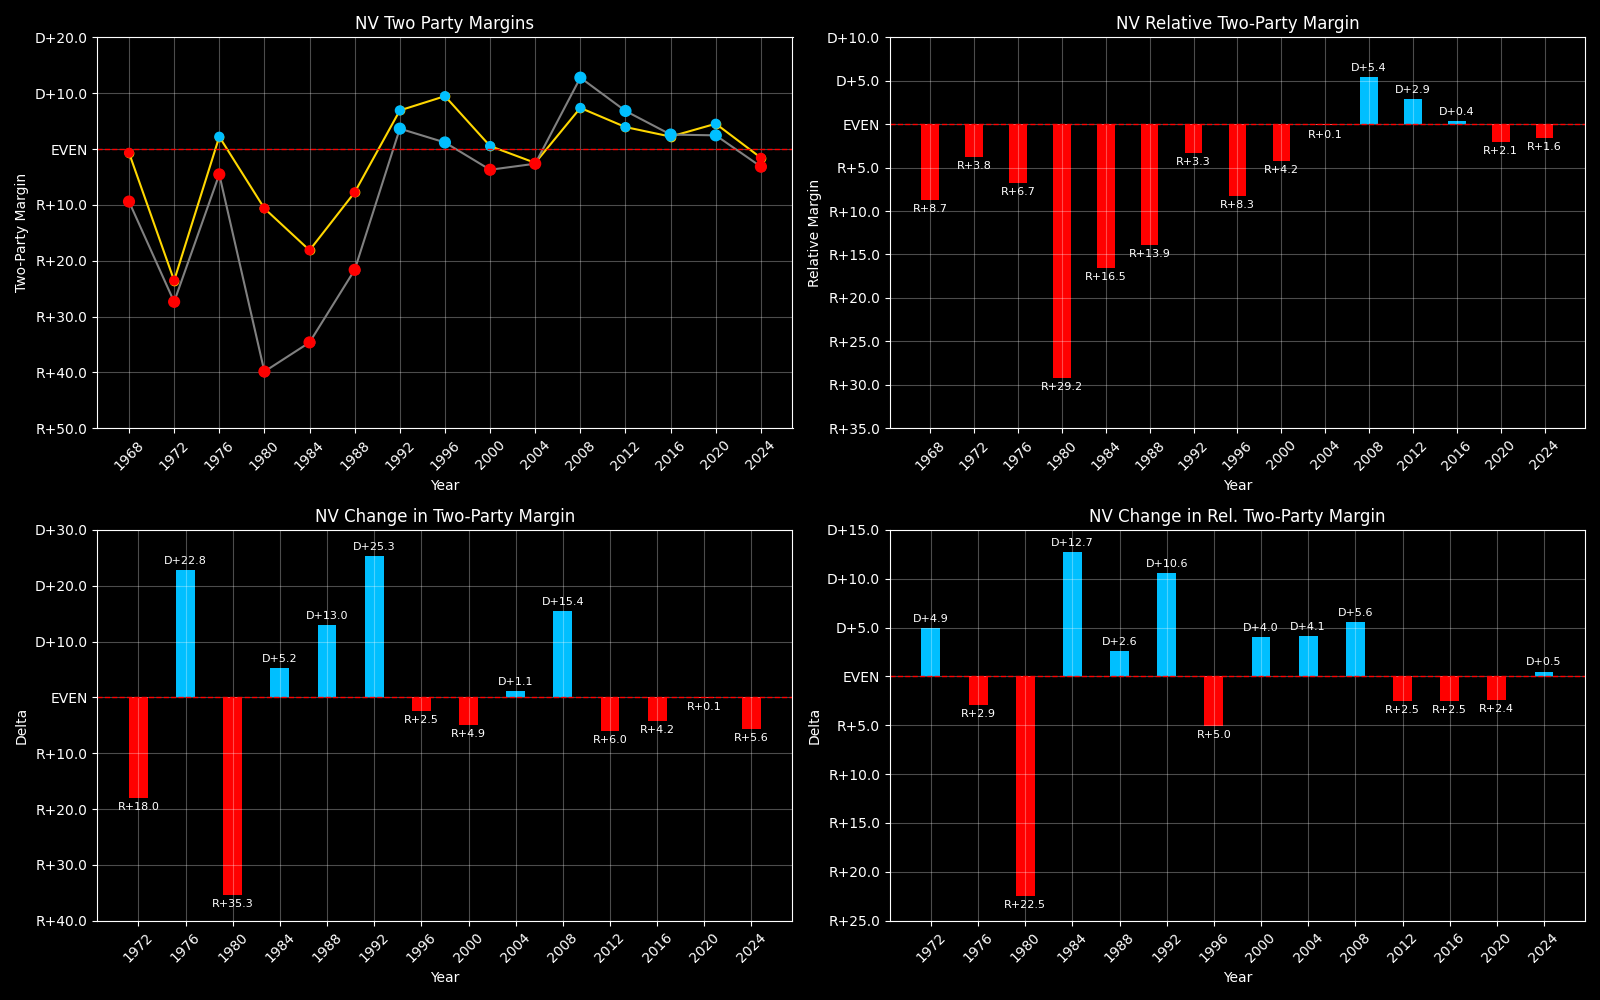 NV Two Party Margins
D+20.0
D+10.0
EVEN
R+10.0
R+20.0
R+30.0
R+40.0
R+50.0
Two-Party Margin
1968 1972 1976 1980 1984 1988 1992 1996 2000 2004 2008 2012 2016 2020 2024
Year
NV Relative Two-Party Margin
D+10.0
D+5.0
EVEN
R+5.0
R+10.0
R+15.0
R+20.0
R+25.0
R+30.0
R+35.0
Relative Margin
R+8.7 R+3.8 R+6.7 R+29.2 R+16.5 R+13.9 R+3.3 R+8.3 R+4.2 R+0.1 D+5.4 D+2.9 D+0.4 R+2.1 R+1.6
1968 1972 1976 1980 1984 1988 1992 1996 2000 2004 2008 2012 2016 2020 2024
Year
NV Change in Two-Party Margin
D+30.0
D+20.0
D+10.0
EVEN
R+10.0
R+20.0
R+30.0
R+40.0
Delta
R+18.0 D+22.8 R+35.3 D+5.2 D+13.0 D+25.3 R+2.5 R+4.9 D+1.1 D+15.4 R+6.0 R+4.2 R+0.1 R+5.6
1972 1976 1980 1984 1988 1992 1996 2000 2004 2008 2012 2016 2020 2024
Year
NV Change in Rel. Two-Party Margin
D+15.0
D+10.0
D+5.0
EVEN
R+5.0
R+10.0
R+15.0
R+20.0
R+25.0
Delta
D+4.9 R+2.9 R+22.5 D+12.7 D+2.6 D+10.6 R+5.0 D+4.0 D+4.1 D+5.6 R+2.5 R+2.5 R+2.4 D+0.5
1972 1976 1980 1984 1988 1992 1996 2000 2004 2008 2012 2016 2020 2024
Year